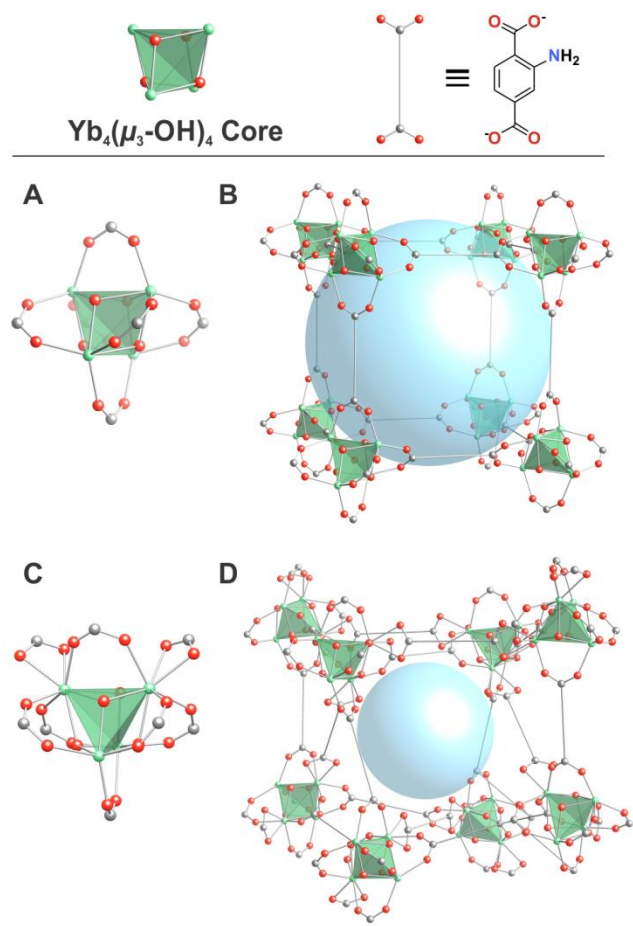 O O⁻
NH₂
⁻O O
≡
Yb₄(μ₃-OH)₄ Core
A B
C D